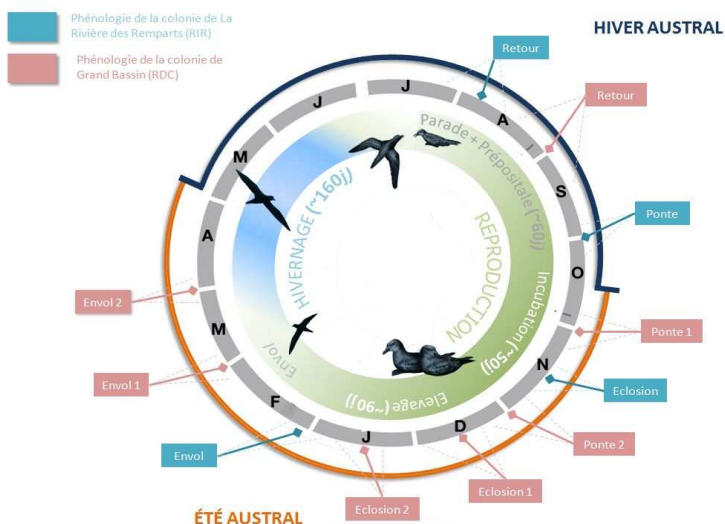 Phénologie de la colonie de La
Rivière des Remparts (RIR)
Phénologie de la colonie de
Grand Bassin (RDC)
HIVER AUSTRAL
Retour
Retour
Ponte
Ponte 1
Eclosion
Ponte 2
Eclosion 1
Eclosion 2
Envol
Envol 1
Envol 2
J
A
S
O
N
D
J
F
M
A
M
J
Parade + Prépositale (~60j)
REPRODUCTION
Incubation (~50j)
Elevage (~90j)
Envol
HIVERNAGE (~160j)
ÉTÉ AUSTRAL